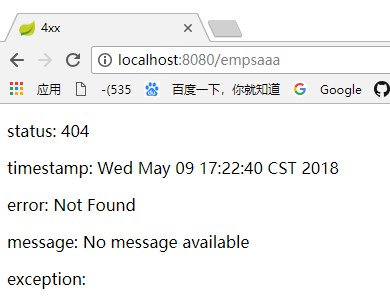 4xx
localhost:8080/empsaaa
应用 -(535 百度一下，你就知道 Google
status: 404
timestamp: Wed May 09 17:22:40 CST 2018
error: Not Found
message: No message available
exception: